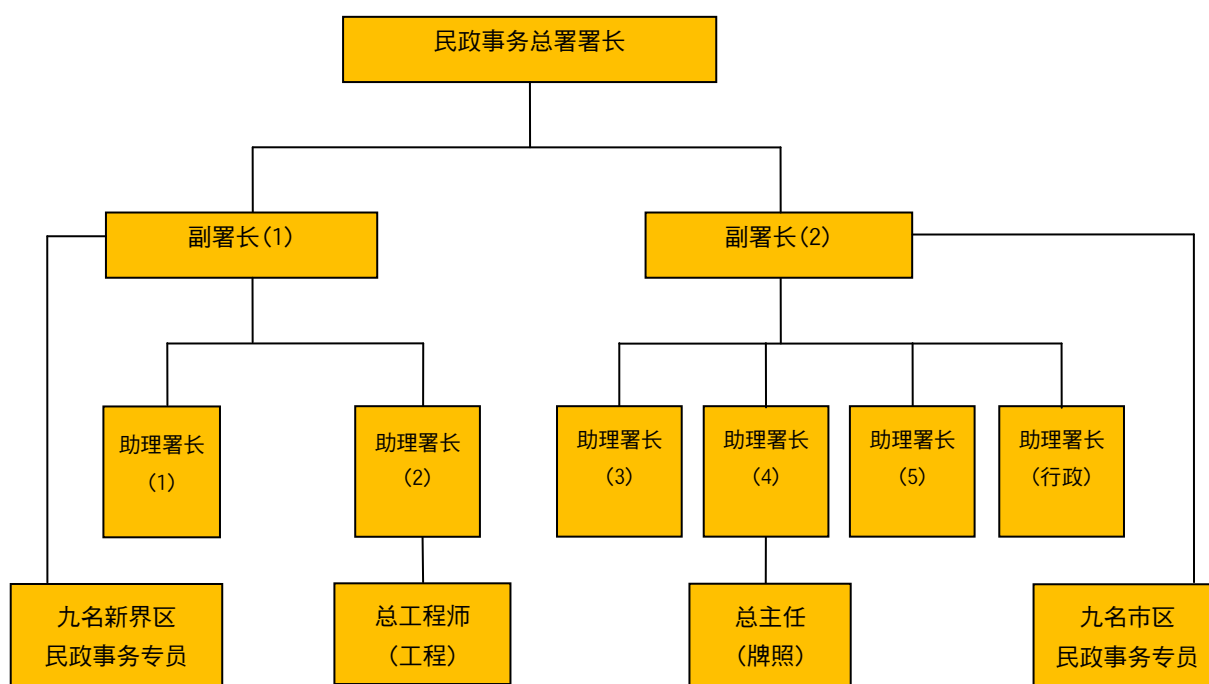 民政事务总署署长
副署长(1)
副署长(2)
助理署长
(1)
助理署长
(2)
助理署长
(3)
助理署长
(4)
助理署长
(5)
助理署长
(行政)
九名新界区
民政事务专员
总工程师
(工程)
总主任
(牌照)
九名市区
民政事务专员